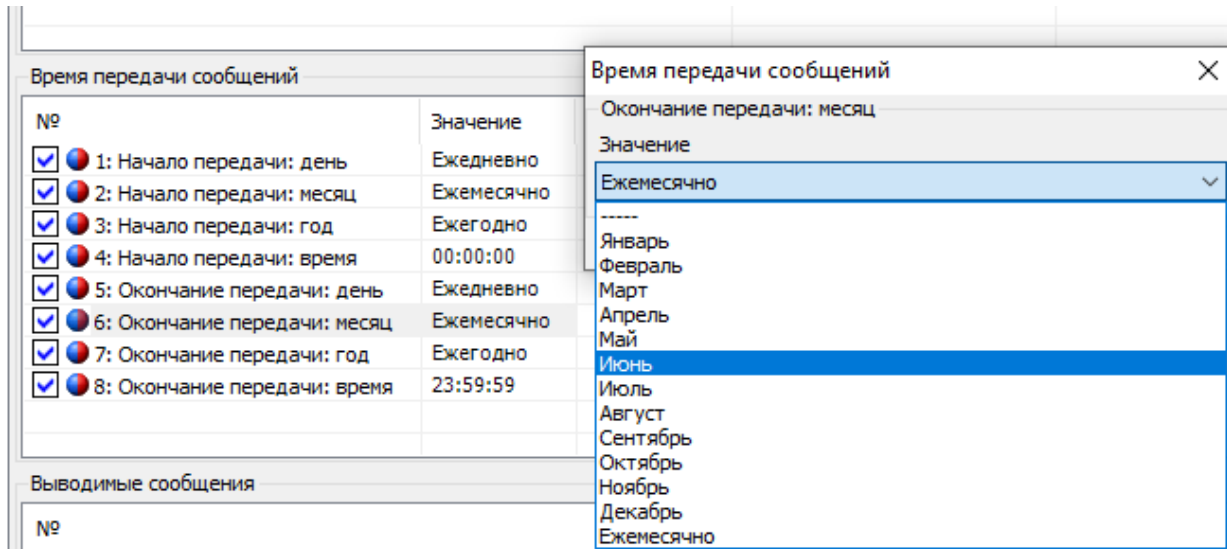 Время передачи сообщений
№ Значение
1: Начало передачи: день Ежедневно
2: Начало передачи: месяц Ежемесячно
3: Начало передачи: год Ежегодно
4: Начало передачи: время 00:00:00
5: Окончание передачи: день Ежедневно
6: Окончание передачи: месяц Ежемесячно
7: Окончание передачи: год Ежегодно
8: Окончание передачи: время 23:59:59
Выводимые сообщения
№
Время передачи сообщений
Окончание передачи: месяц
Значение
Ежемесячно
-----
Январь
Февраль
Март
Апрель
Май
Июнь
Июль
Август
Сентябрь
Октябрь
Ноябрь
Декабрь
Ежемесячно